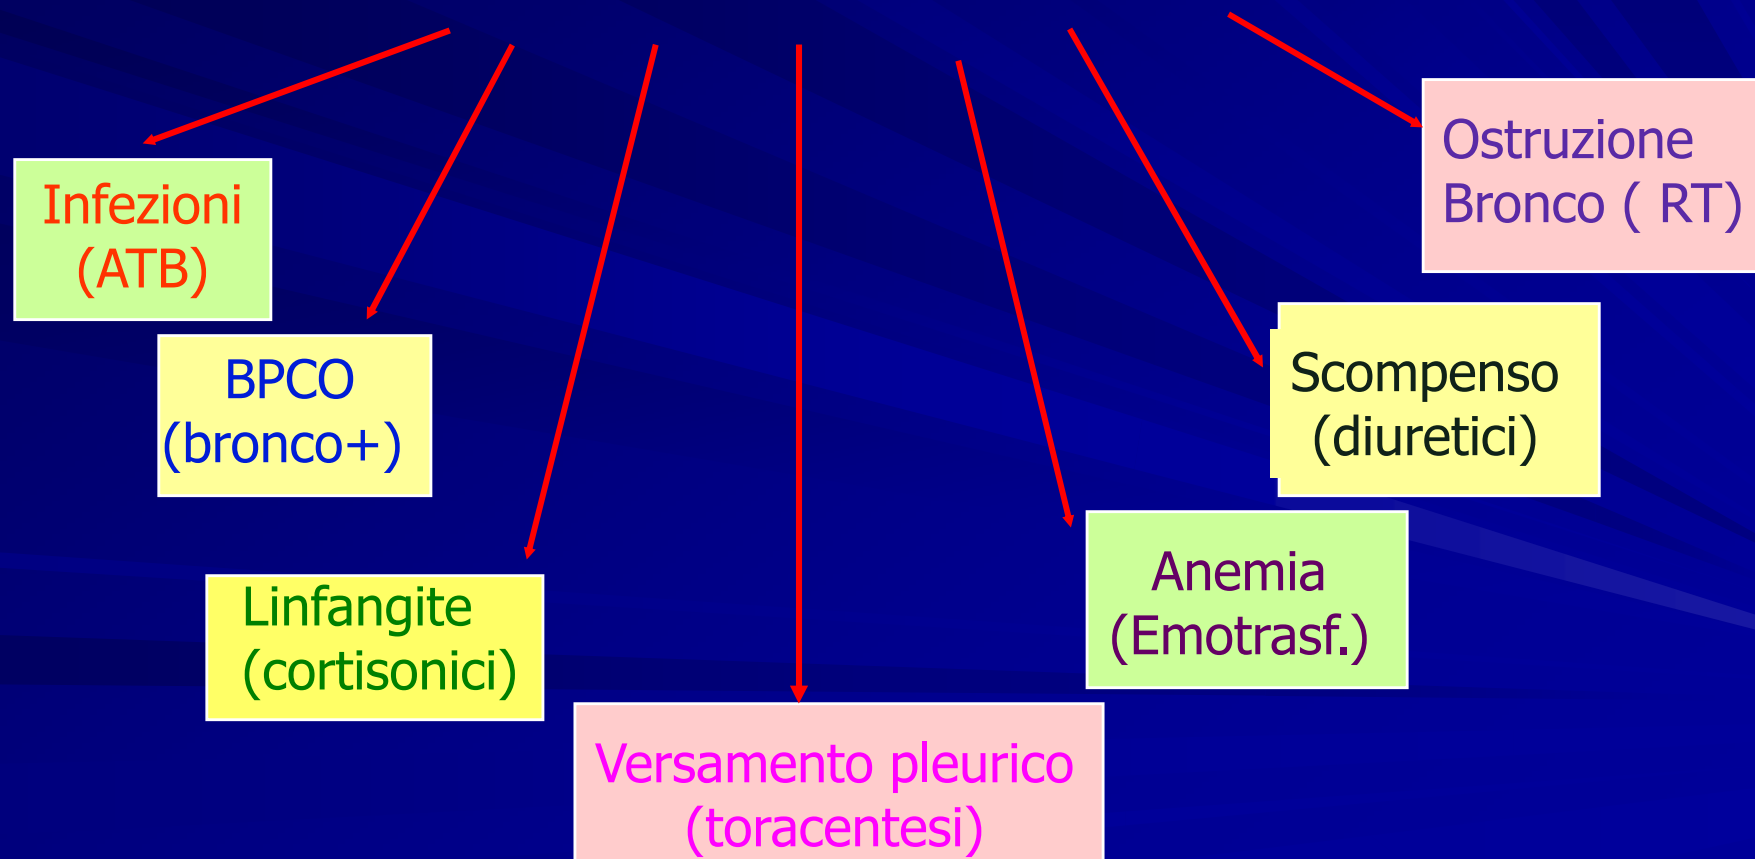 Infezioni
(ATB)
BPCO
(bronco+)
Linfangite
(cortisonici)
Versamento pleurico
(toracentesi)
Anemia
(Emotrasf.)
Scompenso
(diuretici)
Ostruzione
Bronco ( RT)